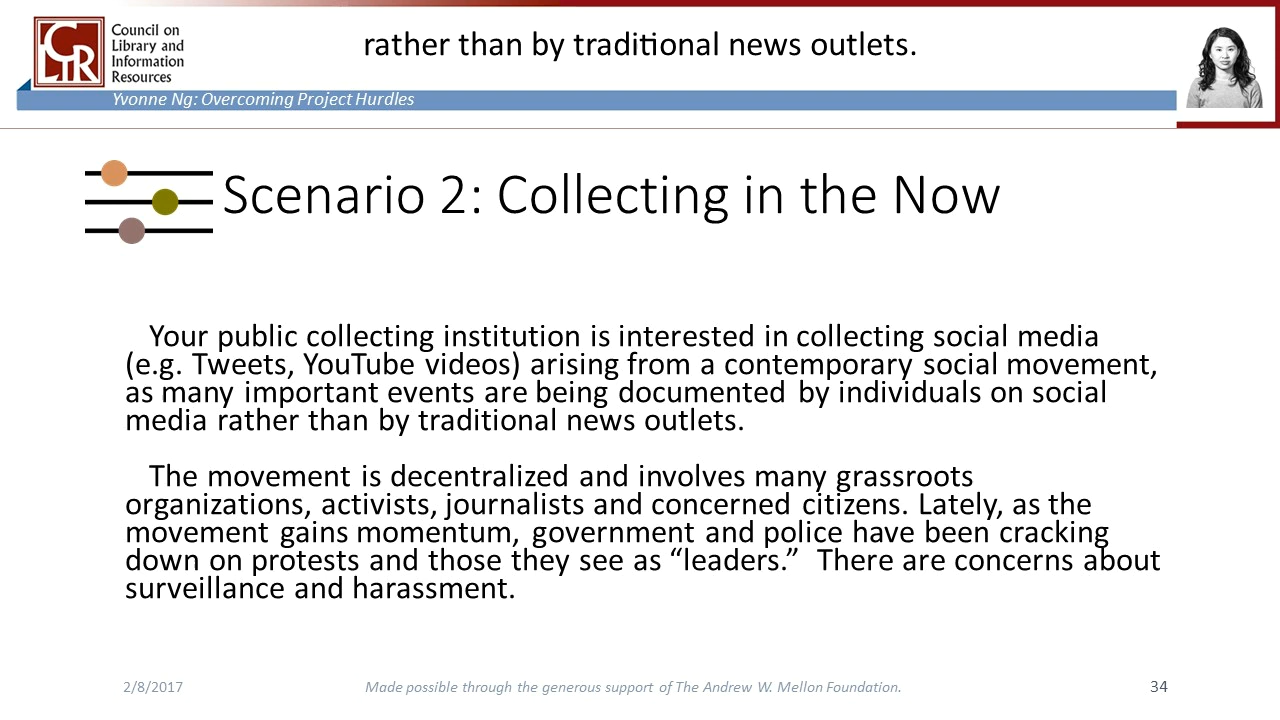 CLIR
Council on
Library and
Information
Resources
rather than by traditional news outlets.
Yvonne Ng: Overcoming Project Hurdles
Scenario 2: Collecting in the Now
Your public collecting institution is interested in collecting social media
(e.g. Tweets, YouTube videos) arising from a contemporary social movement,
as many important events are being documented by individuals on social
media rather than by traditional news outlets.
The movement is decentralized and involves many grassroots
organizations, activists, journalists and concerned citizens. Lately, as the
movement gains momentum, government and police have been cracking
down on protests and those they see as “leaders.”  There are concerns about
surveillance and harassment.
2/8/2017
Made possible through the generous support of The Andrew W. Mellon Foundation.
34